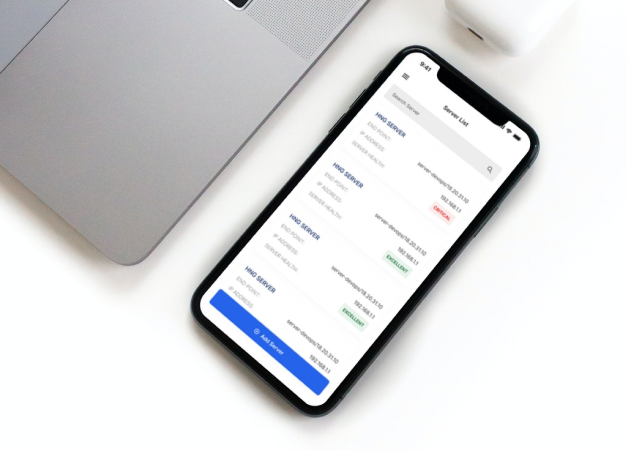 9:41
Server List
Search Server
HNG SERVER
END POINT: server-devops/18.20.31.10
IP ADDRESS: 192.168.1.1
SERVER HEALTH: CRITICAL
HNG SERVER
END POINT: server-devops/18.20.31.10
IP ADDRESS: 192.168.1.1
SERVER HEALTH: EXCELLENT
HNG SERVER
END POINT: server-devops/18.20.31.10
IP ADDRESS: 192.168.1.1
SERVER HEALTH: EXCELLENT
HNG SERVER
END POINT: server-devops/18.20.31.10
IP ADDRESS: 192.168.1.1
Add Server